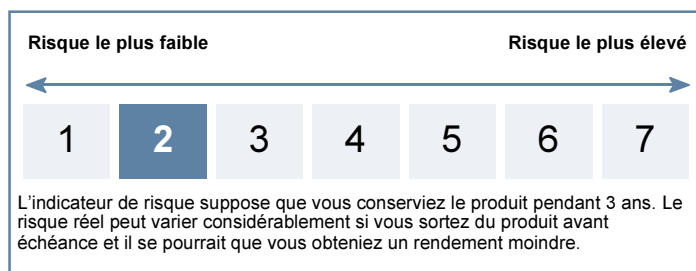 Risque le plus faible Risque le plus élevé
1 2 3 4 5 6 7
L'indicateur de risque suppose que vous conserviez le produit pendant 3 ans. Le
risque réel peut varier considérablement si vous sortez du produit avant
échéance et il se pourrait que vous obteniez un rendement moindre.